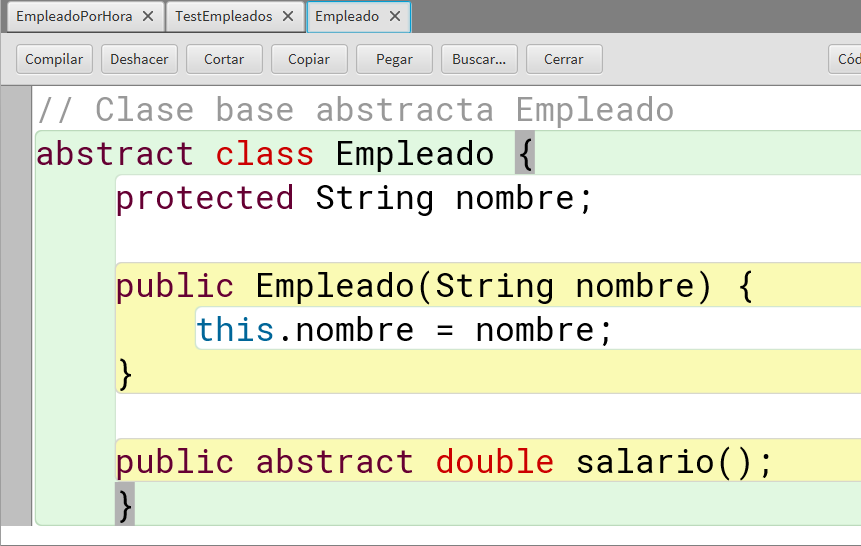 EmpleadoPorHora ✕ TestEmpleados ✕ Empleado ✕
Compilar Deshacer Cortar Copiar Pegar Buscar... Cerrar Cód
// Clase base abstracta Empleado
abstract class Empleado {
    protected String nombre;
    public Empleado(String nombre) {
        this.nombre = nombre;
    }
    public abstract double salario();
    }